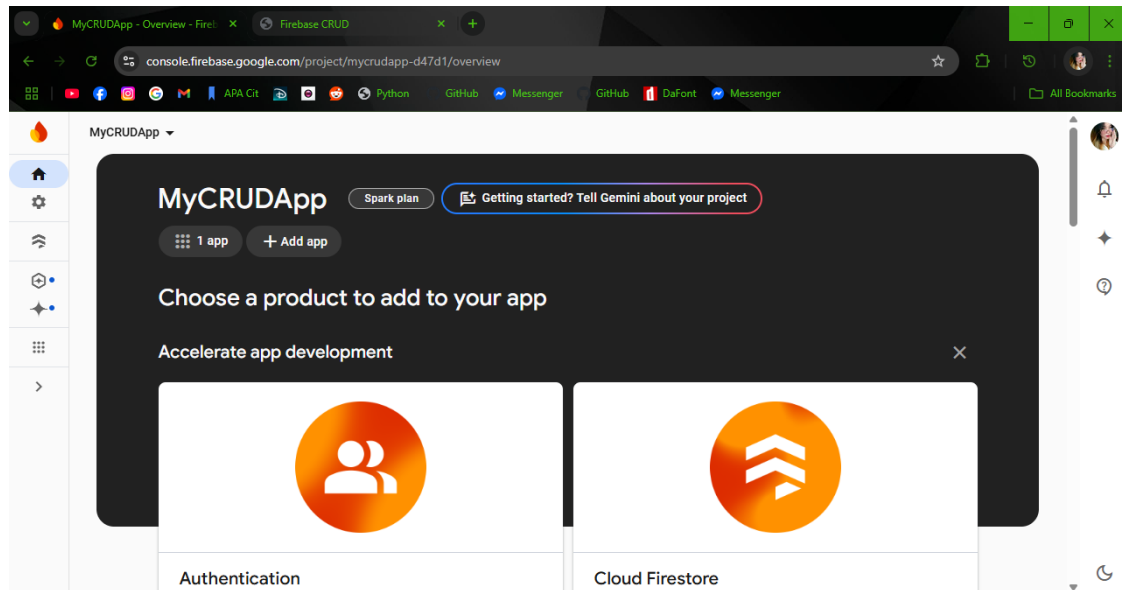 MyCRUDApp - Overview - Fireb
Firebase CRUD
console.firebase.google.com/project/mycrudapp-d47d1/overview
APA Cit
Python
GitHub
Messenger
GitHub
DaFont
Messenger
All Bookmarks
MyCRUDApp
MyCRUDApp
Spark plan
Getting started? Tell Gemini about your project
1 app
+ Add app
Choose a product to add to your app
Accelerate app development
Authentication
Cloud Firestore